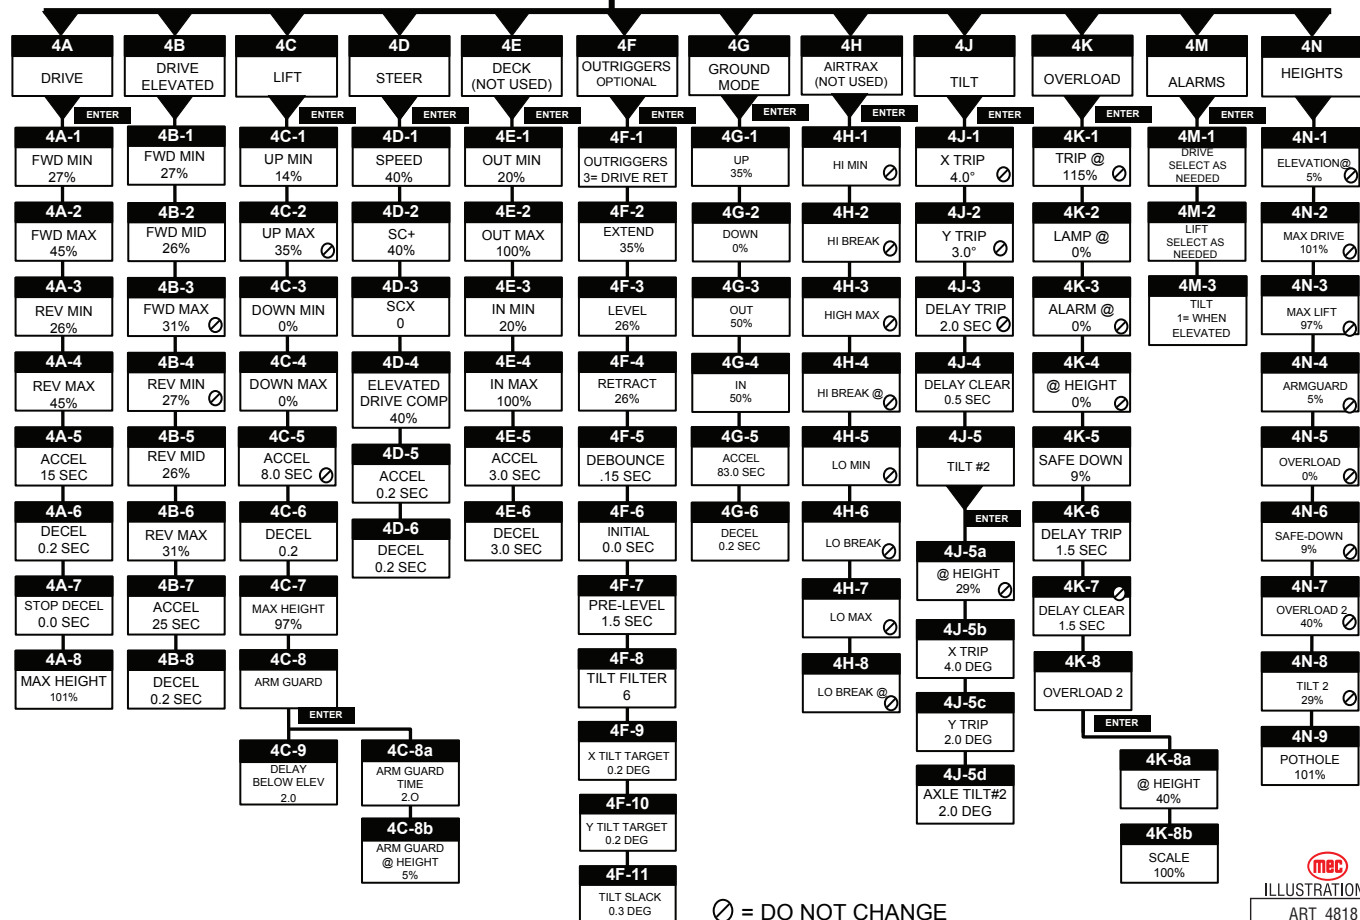 4A
DRIVE
4B
DRIVE
ELEVATED
4C
LIFT
4D
STEER
4E
DECK
(NOT USED)
4F
OUTRIGGERS
OPTIONAL
4G
GROUND
MODE
4H
AIRTRAX
(NOT USED)
4J
TILT
4K
OVERLOAD
4M
ALARMS
4N
HEIGHTS
ENTER
4A-1
FWD MIN
27%
4A-2
FWD MAX
45%
4A-3
REV MIN
26%
4A-4
REV MAX
45%
4A-5
ACCEL
15 SEC
4A-6
DECEL
0.2 SEC
4A-7
STOP DECEL
0.0 SEC
4A-8
MAX HEIGHT
101%
ENTER
4B-1
FWD MIN
27%
4B-2
FWD MID
26%
4B-3
FWD MAX
31%
4B-4
REV MIN
27%
4B-5
REV MID
26%
4B-6
REV MAX
31%
4B-7
ACCEL
25 SEC
4B-8
DECEL
0.2 SEC
ENTER
4C-1
UP MIN
14%
4C-2
UP MAX
35%
4C-3
DOWN MIN
0%
4C-4
DOWN MAX
0%
4C-5
ACCEL
8.0 SEC
4C-6
DECEL
0.2
4C-7
MAX HEIGHT
97%
4C-8
ARM GUARD
ENTER
4C-9
DELAY
BELOW ELEV
2.0
4C-8a
ARM GUARD
TIME
2.O
4C-8b
ARM GUARD
@ HEIGHT
5%
ENTER
4D-1
SPEED
40%
4D-2
SC+
40%
4D-3
SCX
0
4D-4
ELEVATED
DRIVE COMP
40%
4D-5
ACCEL
0.2 SEC
4D-6
DECEL
0.2 SEC
ENTER
4E-1
OUT MIN
20%
4E-2
OUT MAX
100%
4E-3
IN MIN
20%
4E-4
IN MAX
100%
4E-5
ACCEL
3.0 SEC
4E-6
DECEL
3.0 SEC
ENTER
4F-1
OUTRIGGERS
3= DRIVE RET
4F-2
EXTEND
35%
4F-3
LEVEL
26%
4F-4
RETRACT
26%
4F-5
DEBOUNCE
.15 SEC
4F-6
INITIAL
0.0 SEC
4F-7
PRE-LEVEL
1.5 SEC
4F-8
TILT FILTER
6
4F-9
X TILT TARGET
0.2 DEG
4F-10
Y TILT TARGET
0.2 DEG
4F-11
TILT SLACK
0.3 DEG
ENTER
4G-1
UP
35%
4G-2
DOWN
0%
4G-3
OUT
50%
4G-4
IN
50%
4G-5
ACCEL
83.0 SEC
4G-6
DECEL
0.2 SEC
ENTER
4H-1
HI MIN
4H-2
HI BREAK
4H-3
HIGH MAX
4H-4
HI BREAK @
4H-5
LO MIN
4H-6
LO BREAK
4H-7
LO MAX
4H-8
LO BREAK @
ENTER
4J-1
X TRIP
4.0°
4J-2
Y TRIP
3.0°
4J-3
DELAY TRIP
2.0 SEC
4J-4
DELAY CLEAR
0.5 SEC
4J-5
TILT #2
ENTER
4J-5a
@ HEIGHT
29%
4J-5b
X TRIP
4.0 DEG
4J-5c
Y TRIP
2.0 DEG
4J-5d
AXLE TILT#2
2.0 DEG
ENTER
4K-1
TRIP @
115%
4K-2
LAMP @
0%
4K-3
ALARM @
0%
4K-4
@ HEIGHT
0%
4K-5
SAFE DOWN
9%
4K-6
DELAY TRIP
1.5 SEC
4K-7
DELAY CLEAR
1.5 SEC
4K-8
OVERLOAD 2
ENTER
4K-8a
@ HEIGHT
40%
4K-8b
SCALE
100%
ENTER
4M-1
DRIVE
SELECT AS
NEEDED
4M-2
LIFT
SELECT AS
NEEDED
4M-3
TILT
1= WHEN
ELEVATED
4N-1
ELEVATION@
5%
4N-2
MAX DRIVE
101%
4N-3
MAX LIFT
97%
4N-4
ARMGUARD
5%
4N-5
OVERLOAD
0%
4N-6
SAFE-DOWN
9%
4N-7
OVERLOAD 2
40%
4N-8
TILT 2
29%
4N-9
POTHOLE
101%
= DO NOT CHANGE
mec
ILLUSTRATION
ART 4818